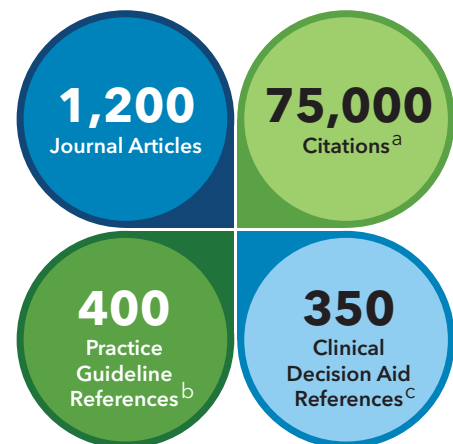 1,200
Journal Articles
75,000
Citations a
400
Practice
Guideline
References b
350
Clinical
Decision Aid
References c